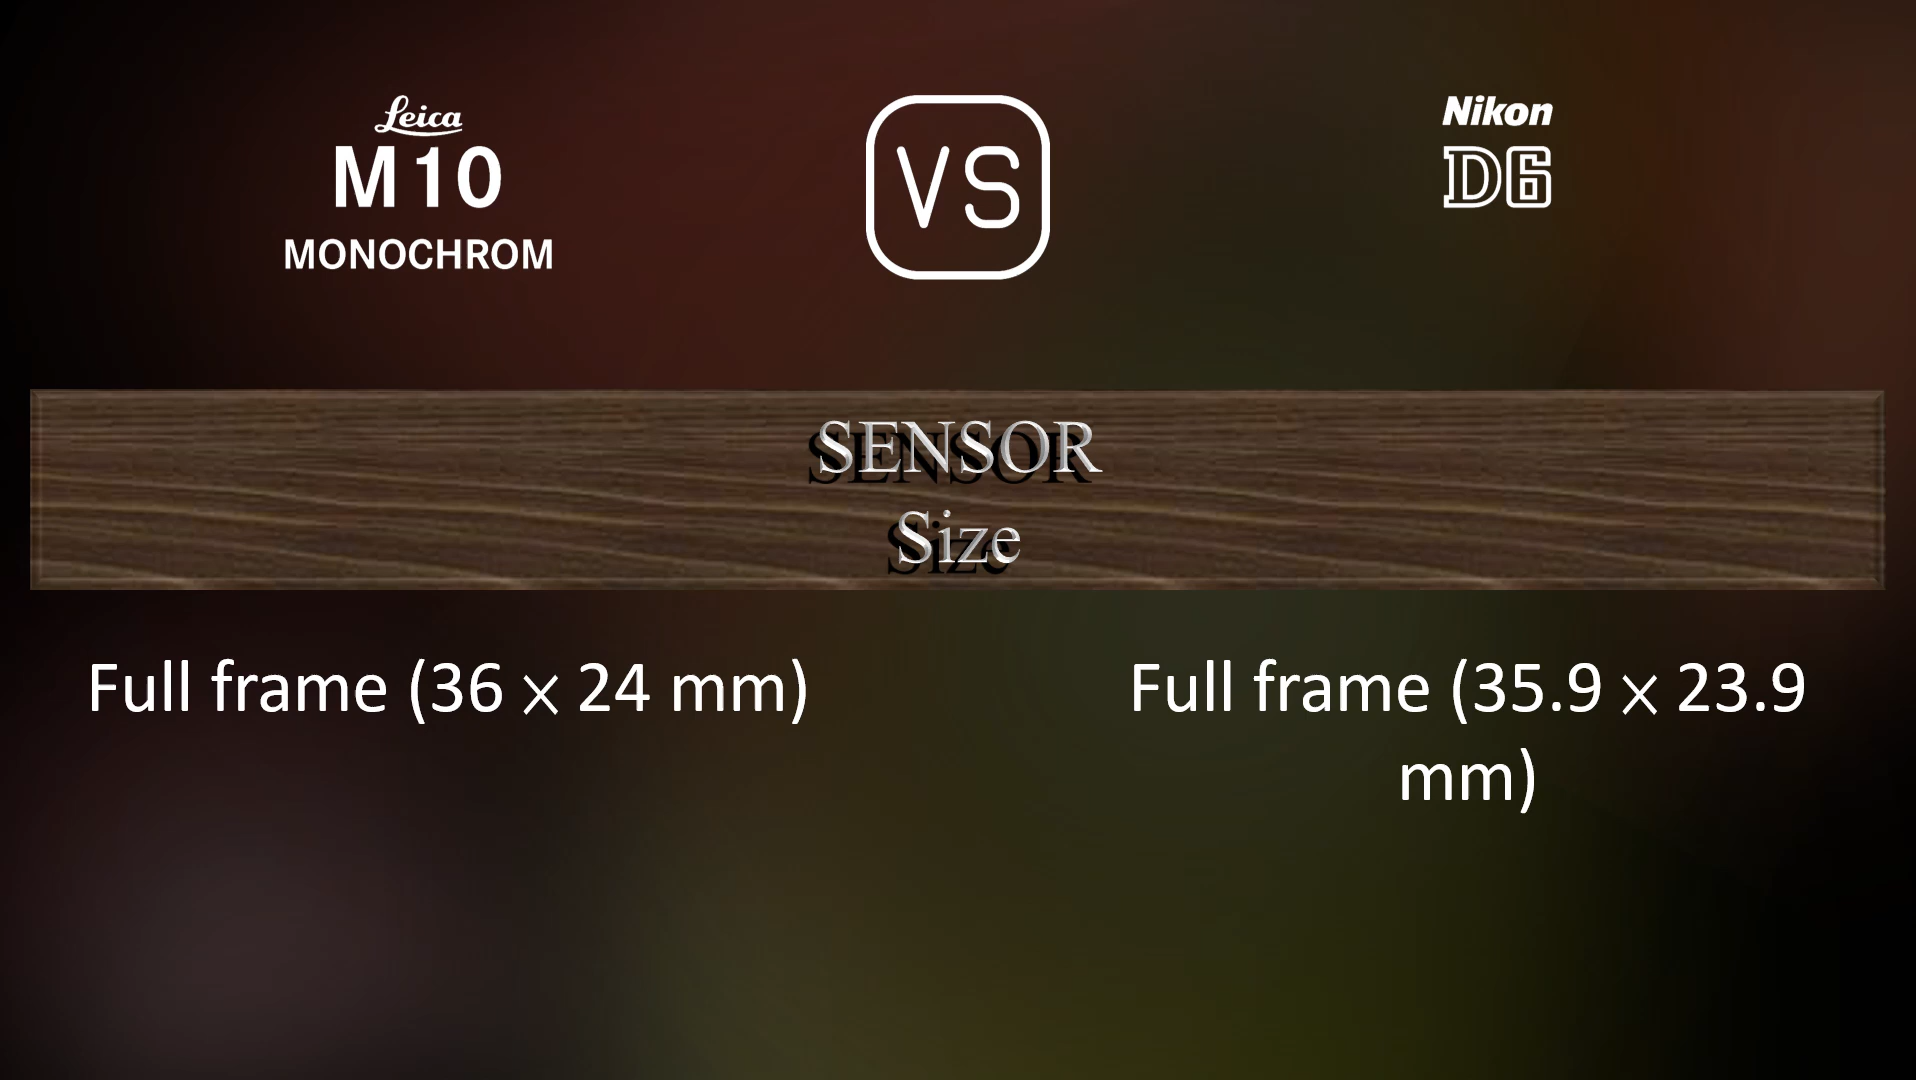 Leica
M10
MONOCHROM
VS
Nikon
D6
SENSOR
Size
Full frame (36 x 24 mm)
Full frame (35.9 x 23.9
mm)